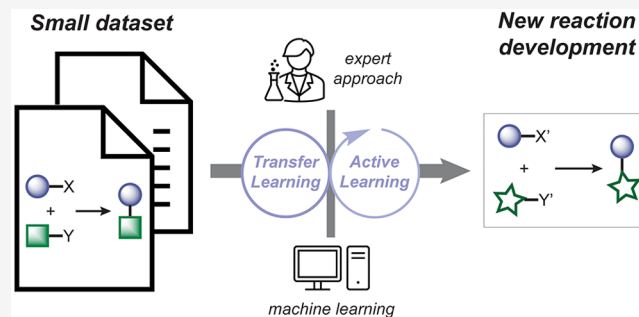 Small dataset
X
+
Y
expert
approach
Transfer
Learning
Active
Learning
machine learning
New reaction
development
X'
+
Y'